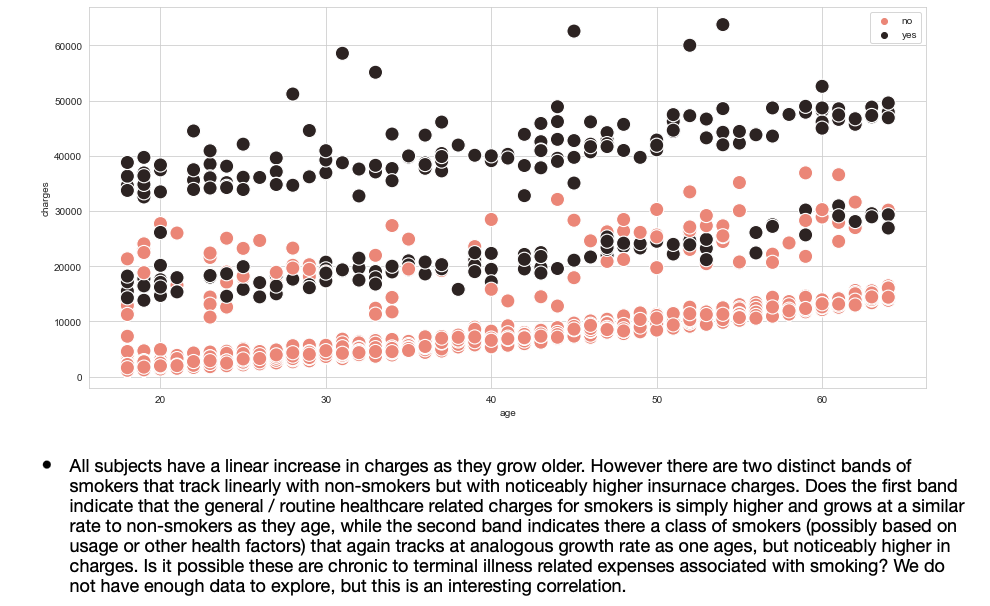 no
yes
60000
50000
40000
charges
30000
20000
10000
0
20 30 40 50 60
age
• All subjects have a linear increase in charges as they grow older. However there are two distinct bands of
smokers that track linearly with non-smokers but with noticeably higher insurnace charges. Does the first band
indicate that the general / routine healthcare related charges for smokers is simply higher and grows at a similar
rate to non-smokers as they age, while the second band indicates there a class of smokers (possibly based on
usage or other health factors) that again tracks at analogous growth rate as one ages, but noticeably higher in
charges. Is it possible these are chronic to terminal illness related expenses associated with smoking? We do
not have enough data to explore, but this is an interesting correlation.